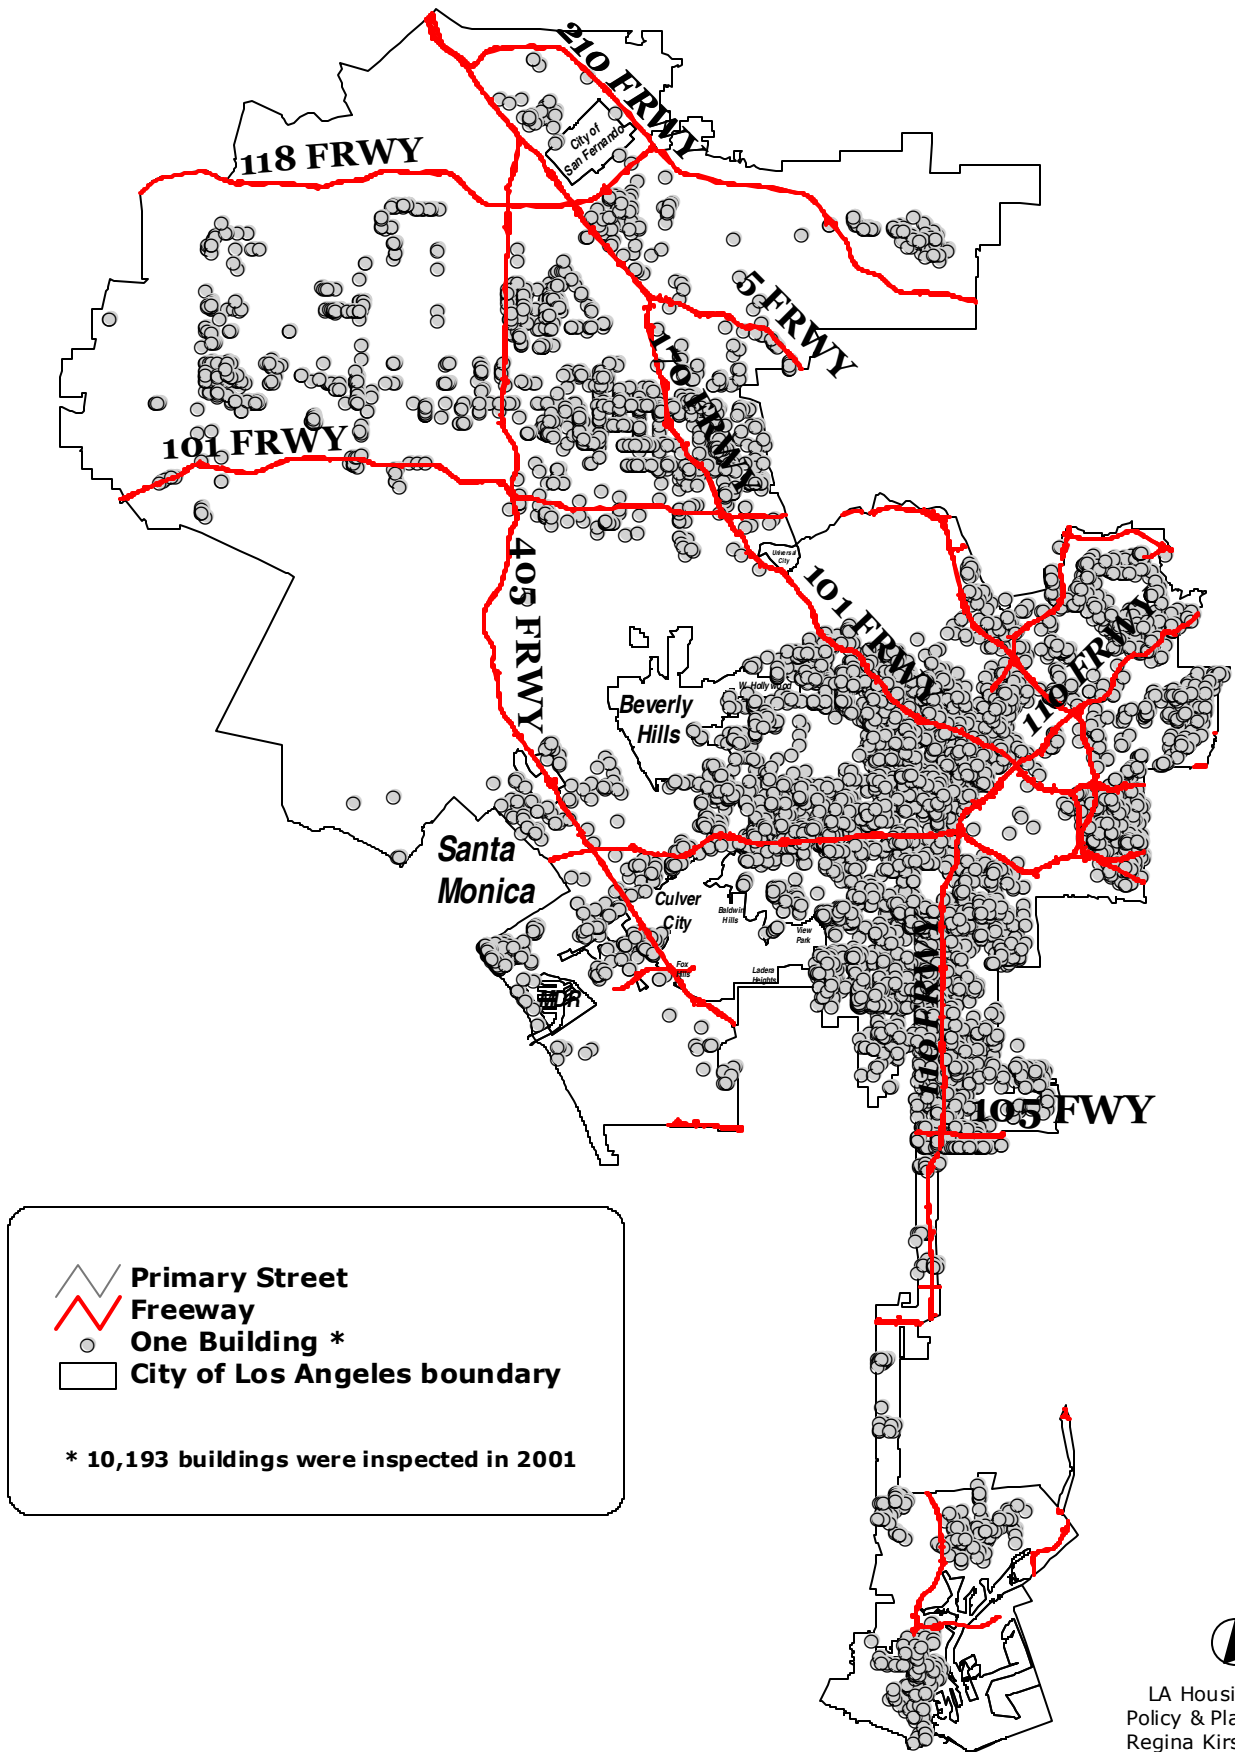 210 FRWY
City of
San Fernando
118 FRWY
5 FRWY
170 FRWY
101 FRWY
Universal
City
405 FRWY
101 FRWY
110 FRWY
W. Hollywood
Beverly
Hills
Santa
Monica
Culver
City
Baldwin
Hills
View
Park
Fox
Hills
Ladera
Heights
MDR
110 FRWY
105 FWY
Primary Street
Freeway
One Building *
City of Los Angeles boundary
* 10,193 buildings were inspected in 2001
LA Housi
Policy & Pla
Regina Kirs